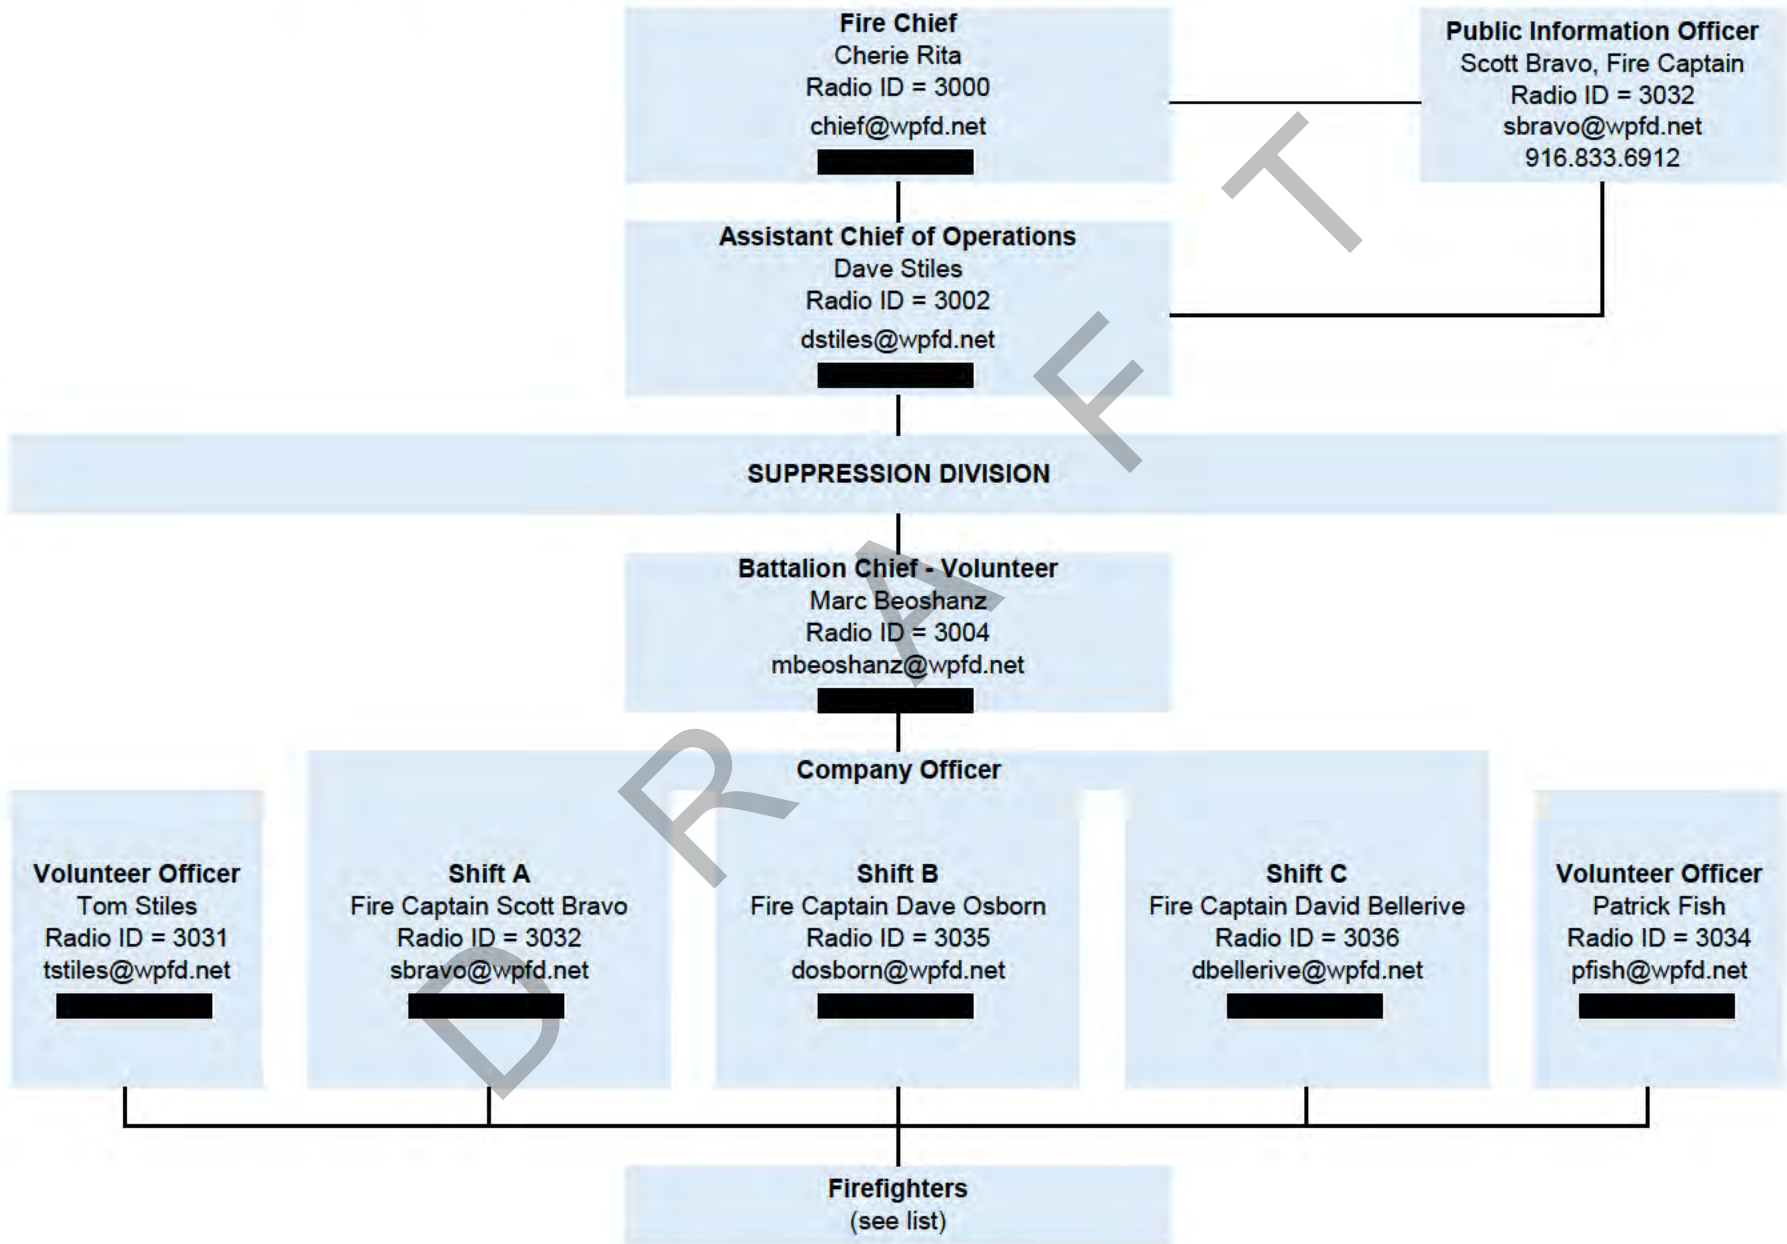 Fire Chief
Cherie Rita
Radio ID = 3000
chief@wpfd.net
Public Information Officer
Scott Bravo, Fire Captain
Radio ID = 3032
sbravo@wpfd.net
916.833.6912
Assistant Chief of Operations
Dave Stiles
Radio ID = 3002
dstiles@wpfd.net
SUPPRESSION DIVISION
Battalion Chief - Volunteer
Marc Beoshanz
Radio ID = 3004
mbeoshanz@wpfd.net
Company Officer
Volunteer Officer
Tom Stiles
Radio ID = 3031
tstiles@wpfd.net
Shift A
Fire Captain Scott Bravo
Radio ID = 3032
sbravo@wpfd.net
Shift B
Fire Captain Dave Osborn
Radio ID = 3035
dosborn@wpfd.net
Shift C
Fire Captain David Bellerive
Radio ID = 3036
dbellerive@wpfd.net
Volunteer Officer
Patrick Fish
Radio ID = 3034
pfish@wpfd.net
Firefighters
(see list)
DRAFT